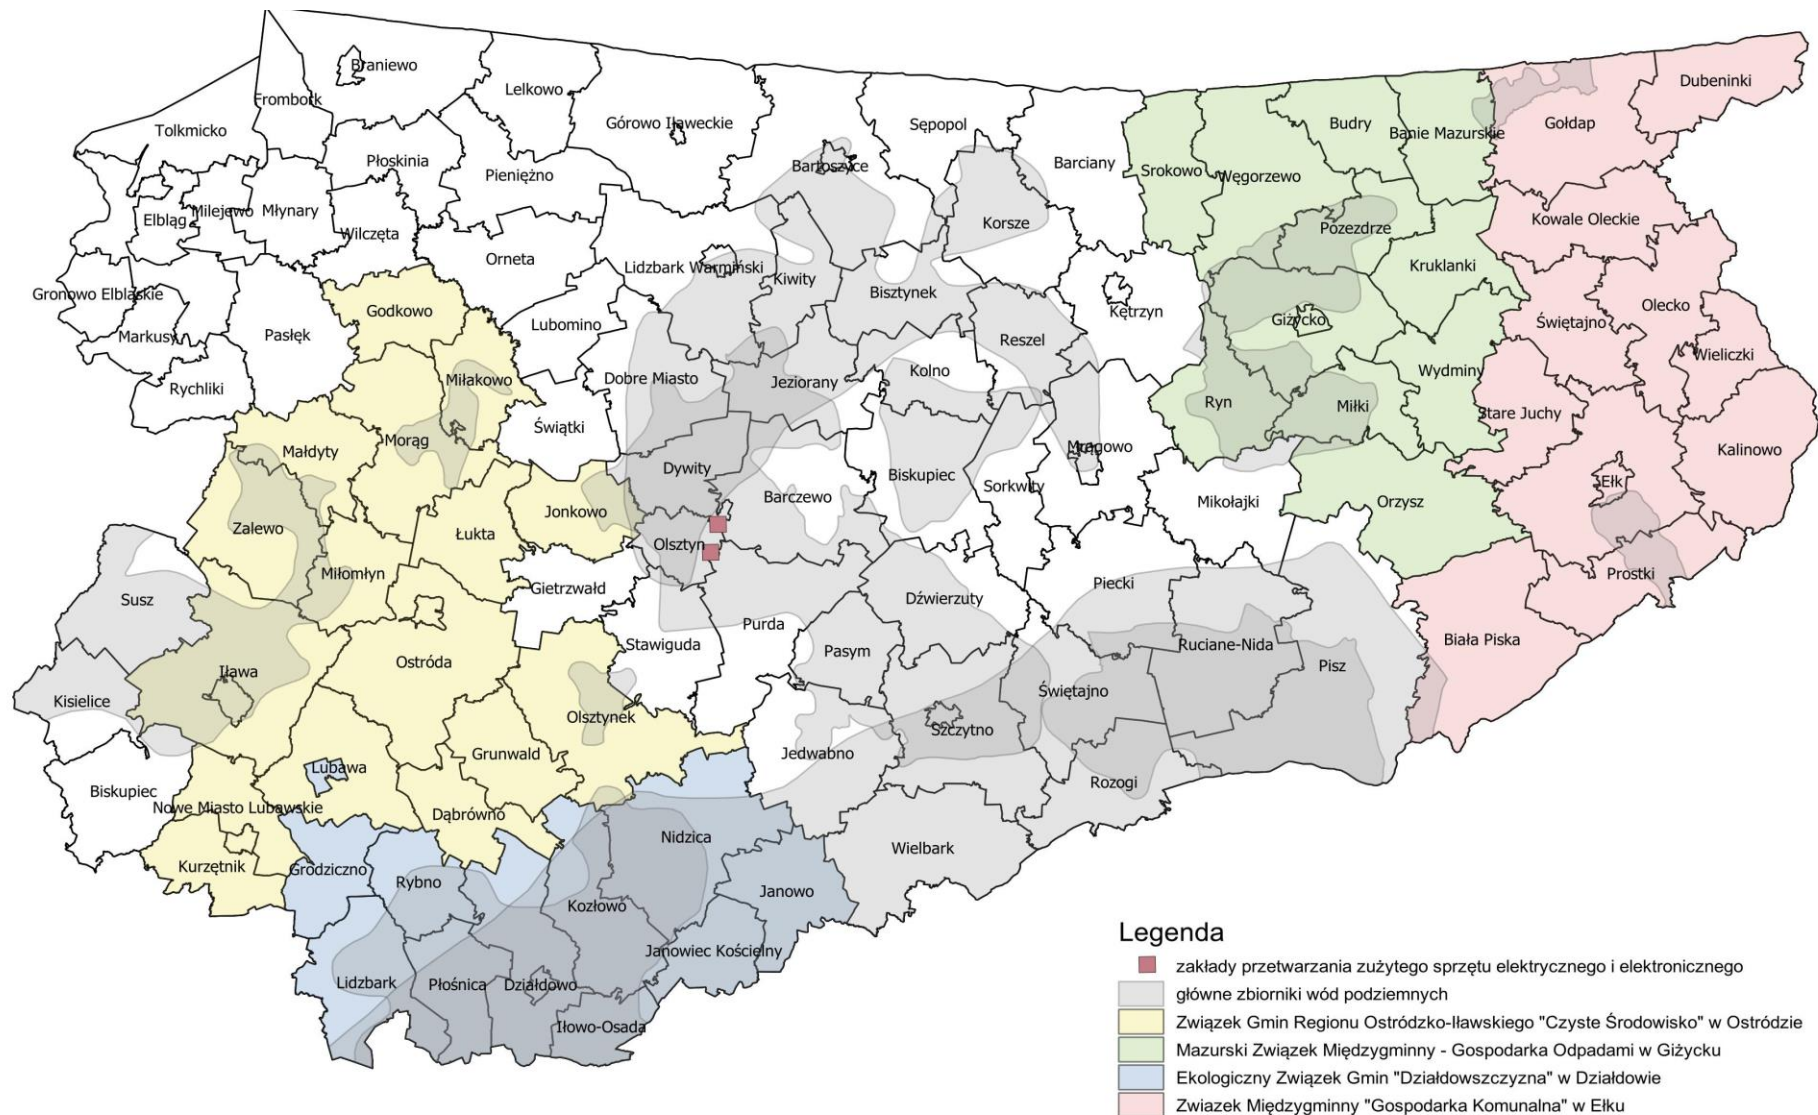 Braniewo
Frombork
Lelkowo
Dubeninki
Tolkmicko
Górowo Iławeckie
Sępopol
Budry
Banie Mazurskie
Gołdap
Płoskinia
Bartoszyce
Barciany
Pieniężno
Srokowo
Węgorzewo
Elbląg
Milejewo
Młynary
Wilczęta
Korsze
Pozezdrze
Kowale Oleckie
Orneta
Lidzbark Warmiński
Kiwity
Kruklanki
Gronowo Elbląskie
Bisztynek
Olecko
Godkowo
Kętrzyn
Markusy
Pasłęk
Lubomino
Giżycko
Świętajno
Reszel
Wieliczki
Rychliki
Miłakowo
Dobre Miasto
Jeziorany
Kolno
Wydminy
Ryn
Miłki
Stare Juchy
Świątki
Morąg
Mrągowo
Małdyty
Kalinowo
Dywity
Biskupiec
Ełk
Sorkwity
Barczewo
Mikołajki
Orzysz
Jonkowo
Zalewo
Łukta
Olsztyn
Miłomłyn
Prostki
Gietrzwałd
Piecki
Susz
Dźwierzuty
Purda
Biała Piska
Stawiguda
Ruciane-Nida
Pasym
Ostróda
Pisz
Iława
Świętajno
Kisielice
Olsztynek
Szczytno
Grunwald
Jedwabno
Lubawa
Rozogi
Biskupiec
Nowe Miasto Lubawskie
Dąbrówno
Nidzica
Wielbark
Kurzętnik
Grodziczno
Rybno
Janowo
Kozłowo
Janowiec Kościelny
Lidzbark
Płośnica
Działdowo
Iłowo-Osada
Legenda
zakłady przetwarzania zużytego sprzętu elektrycznego i elektronicznego
główne zbiorniki wód podziemnych
Związek Gmin Regionu Ostródzko-Iławskiego "Czyste Środowisko" w Ostródzie
Mazurski Związek Międzygminny - Gospodarka Odpadami w Giżycku
Ekologiczny Związek Gmin "Działdowszczyzna" w Działdowie
Zwiazek Międzygminny "Gospodarka Komunalna" w Ełku